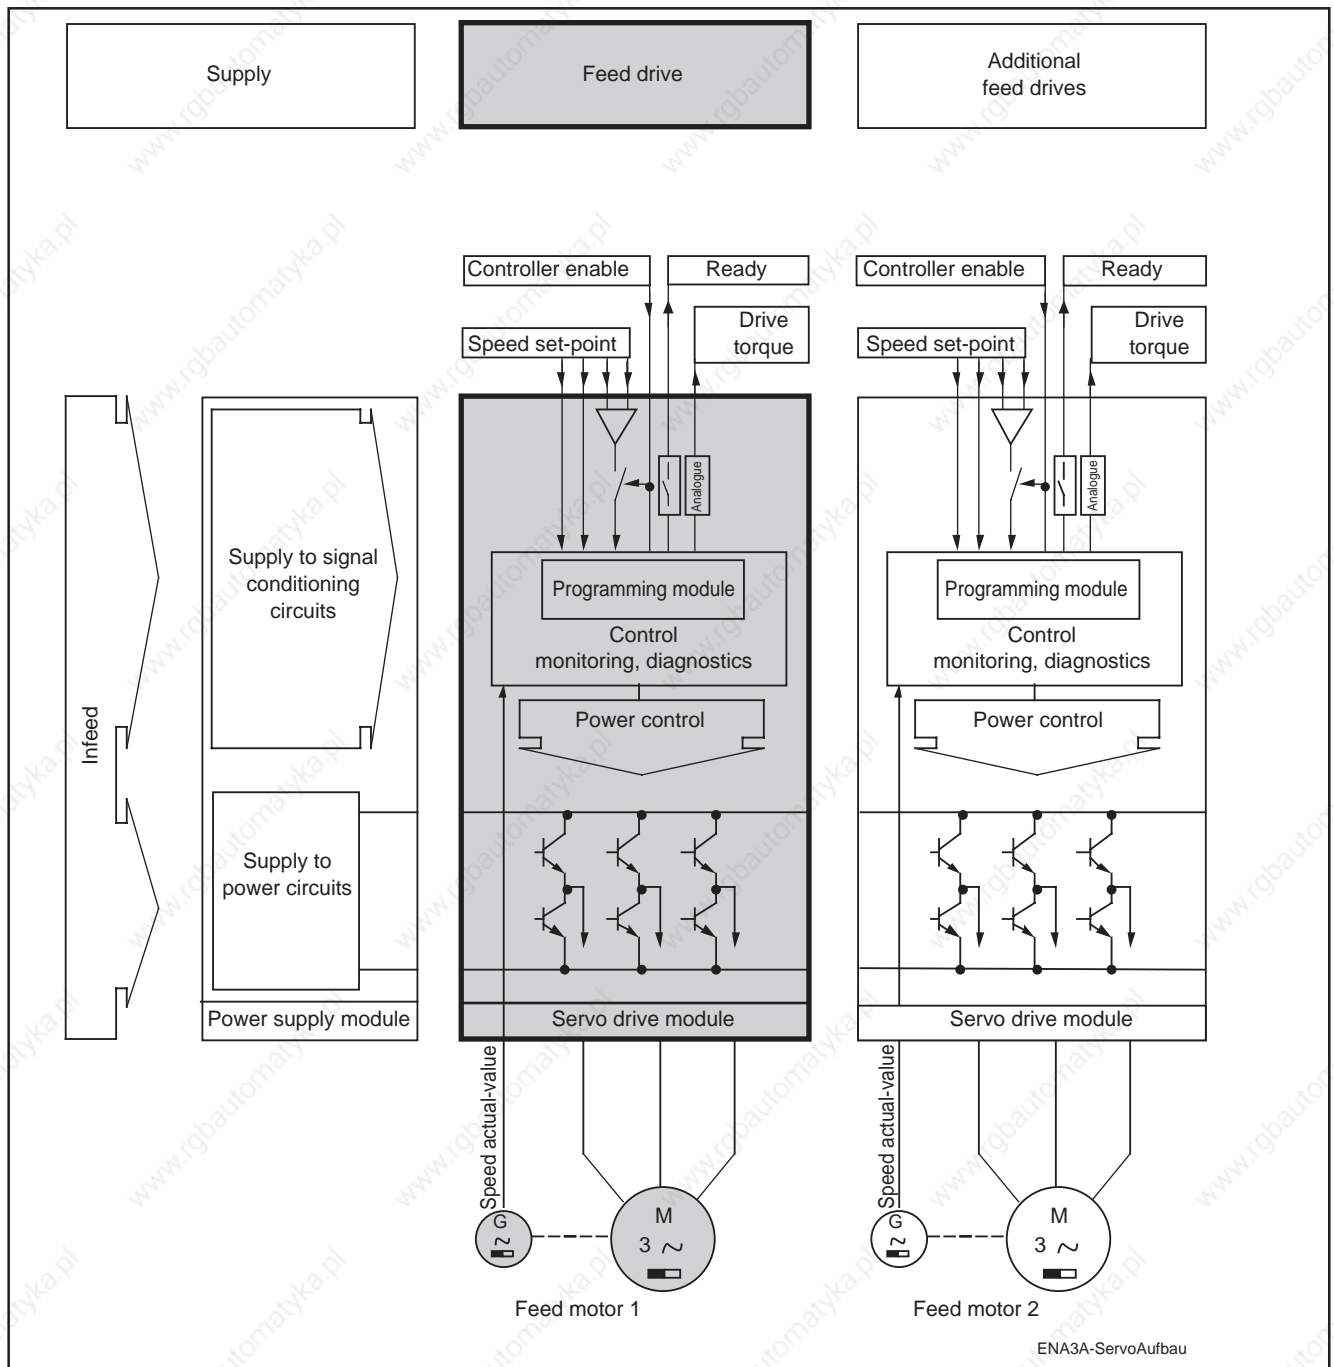 Supply
Feed drive
Additional
feed drives
Controller enable
Ready
Controller enable
Ready
Drive
torque
Drive
torque
Speed set-point
Speed set-point
Analogue
Analogue
Supply to signal
conditioning
circuits
Programming module
Programming module
Control
monitoring, diagnostics
Control
monitoring, diagnostics
Infeed
Power control
Power control
Supply to
power circuits
Power supply module
Servo drive module
Servo drive module
Speed actual-value
Speed actual-value
G
M
3
G
M
3
Feed motor 1
Feed motor 2
ENA3A-ServoAufbau
www.rgbautomatyka.pl